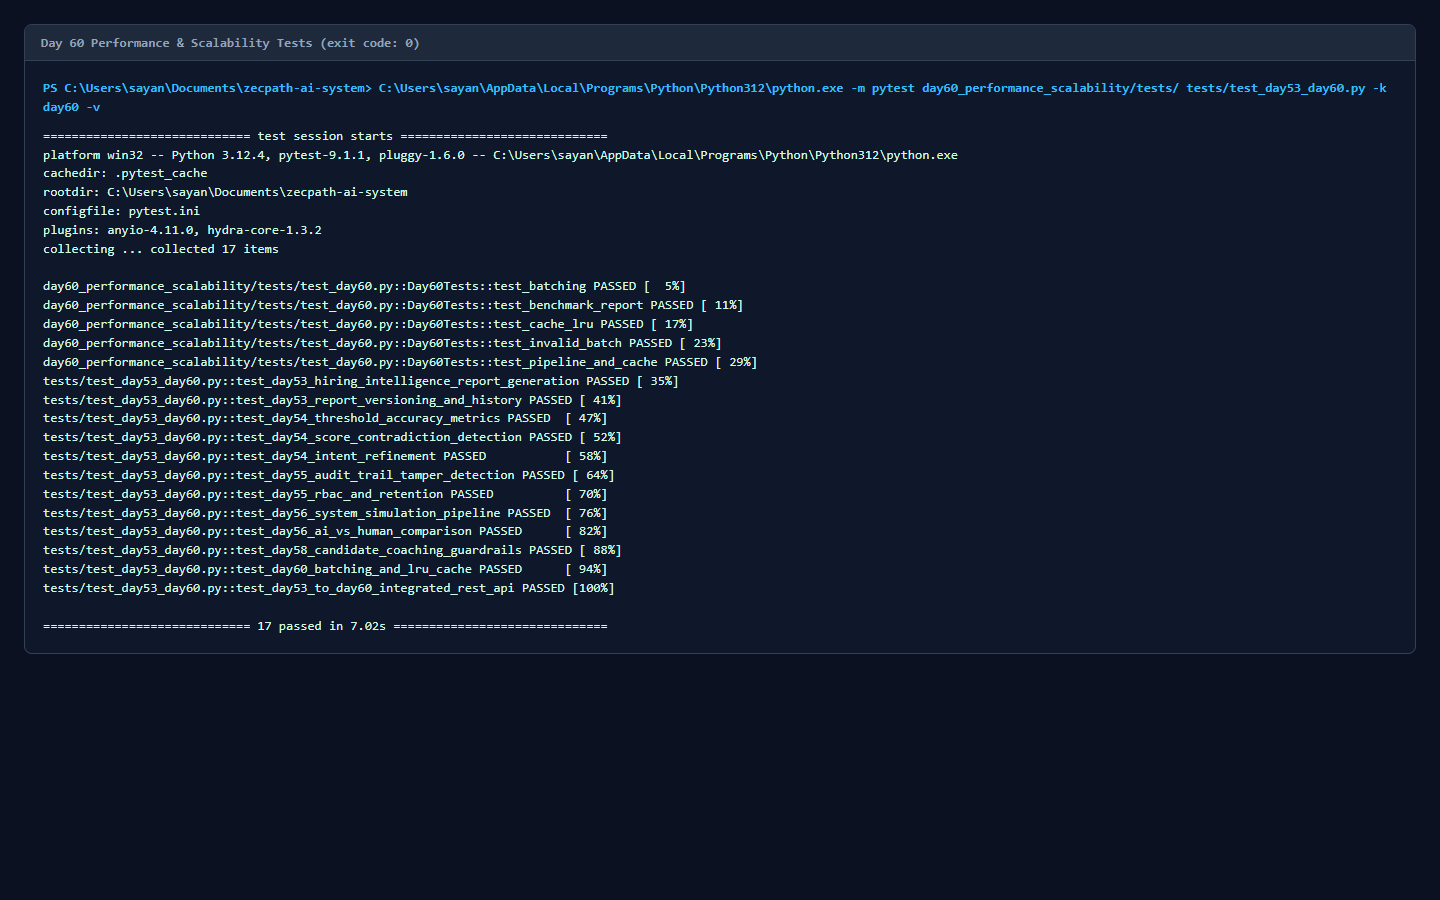 Day 60 Performance & Scalability Tests (exit code: 0)
PS C:\Users\sayan\Documents\zecpath-ai-system> C:\Users\sayan\AppData\Local\Programs\Python\Python312\python.exe -m pytest day60_performance_scalability/tests/ tests/test_day53_day60.py -k
day60 -v
============================= test session starts =============================
platform win32 -- Python 3.12.4, pytest-9.1.1, pluggy-1.6.0 -- C:\Users\sayan\AppData\Local\Programs\Python\Python312\python.exe
cachedir: .pytest_cache
rootdir: C:\Users\sayan\Documents\zecpath-ai-system
configfile: pytest.ini
plugins: anyio-4.11.0, hydra-core-1.3.2
collecting ... collected 17 items
day60_performance_scalability/tests/test_day60.py::Day60Tests::test_batching PASSED [  5%]
day60_performance_scalability/tests/test_day60.py::Day60Tests::test_benchmark_report PASSED [ 11%]
day60_performance_scalability/tests/test_day60.py::Day60Tests::test_cache_lru PASSED [ 17%]
day60_performance_scalability/tests/test_day60.py::Day60Tests::test_invalid_batch PASSED [ 23%]
day60_performance_scalability/tests/test_day60.py::Day60Tests::test_pipeline_and_cache PASSED [ 29%]
tests/test_day53_day60.py::test_day53_hiring_intelligence_report_generation PASSED [ 35%]
tests/test_day53_day60.py::test_day53_report_versioning_and_history PASSED [ 41%]
tests/test_day53_day60.py::test_day54_threshold_accuracy_metrics PASSED  [ 47%]
tests/test_day53_day60.py::test_day54_score_contradiction_detection PASSED [ 52%]
tests/test_day53_day60.py::test_day54_intent_refinement PASSED           [ 58%]
tests/test_day53_day60.py::test_day55_audit_trail_tamper_detection PASSED [ 64%]
tests/test_day53_day60.py::test_day55_rbac_and_retention PASSED          [ 70%]
tests/test_day53_day60.py::test_day56_system_simulation_pipeline PASSED  [ 76%]
tests/test_day53_day60.py::test_day56_ai_vs_human_comparison PASSED      [ 82%]
tests/test_day53_day60.py::test_day58_candidate_coaching_guardrails PASSED [ 88%]
tests/test_day53_day60.py::test_day60_batching_and_lru_cache PASSED      [ 94%]
tests/test_day53_day60.py::test_day53_to_day60_integrated_rest_api PASSED [100%]
============================= 17 passed in 7.02s ==============================